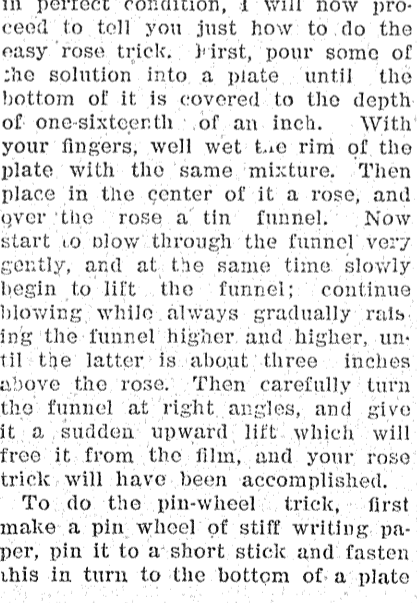 in perfect condition, I will now pro-
ceed to tell you just how to do the
easy rose trick. First, pour some of
the solution into a plate until the
bottom of it is covered to the depth
of one-sixteenth of an inch. With
your fingers, well wet the rim of the
plate with the same mixture. Then
place in the center of it a rose, and
over the rose a tin funnel. Now
start to blow through the funnel very
gently, and at the same time slowly
begin to lift the funnel; continue
blowing while always gradually rais
ing the funnel higher and higher, un-
til the latter is about three inches
above the rose. Then carefully turn
the funnel at right angles, and give
it a sudden upward lift which will
free it from the film, and your rose
trick will have been accomplished.
To do the pin-wheel trick, first
make a pin wheel of stiff writing pa-
per, pin it to a short stick and fasten
this in turn to the bottom of a plate